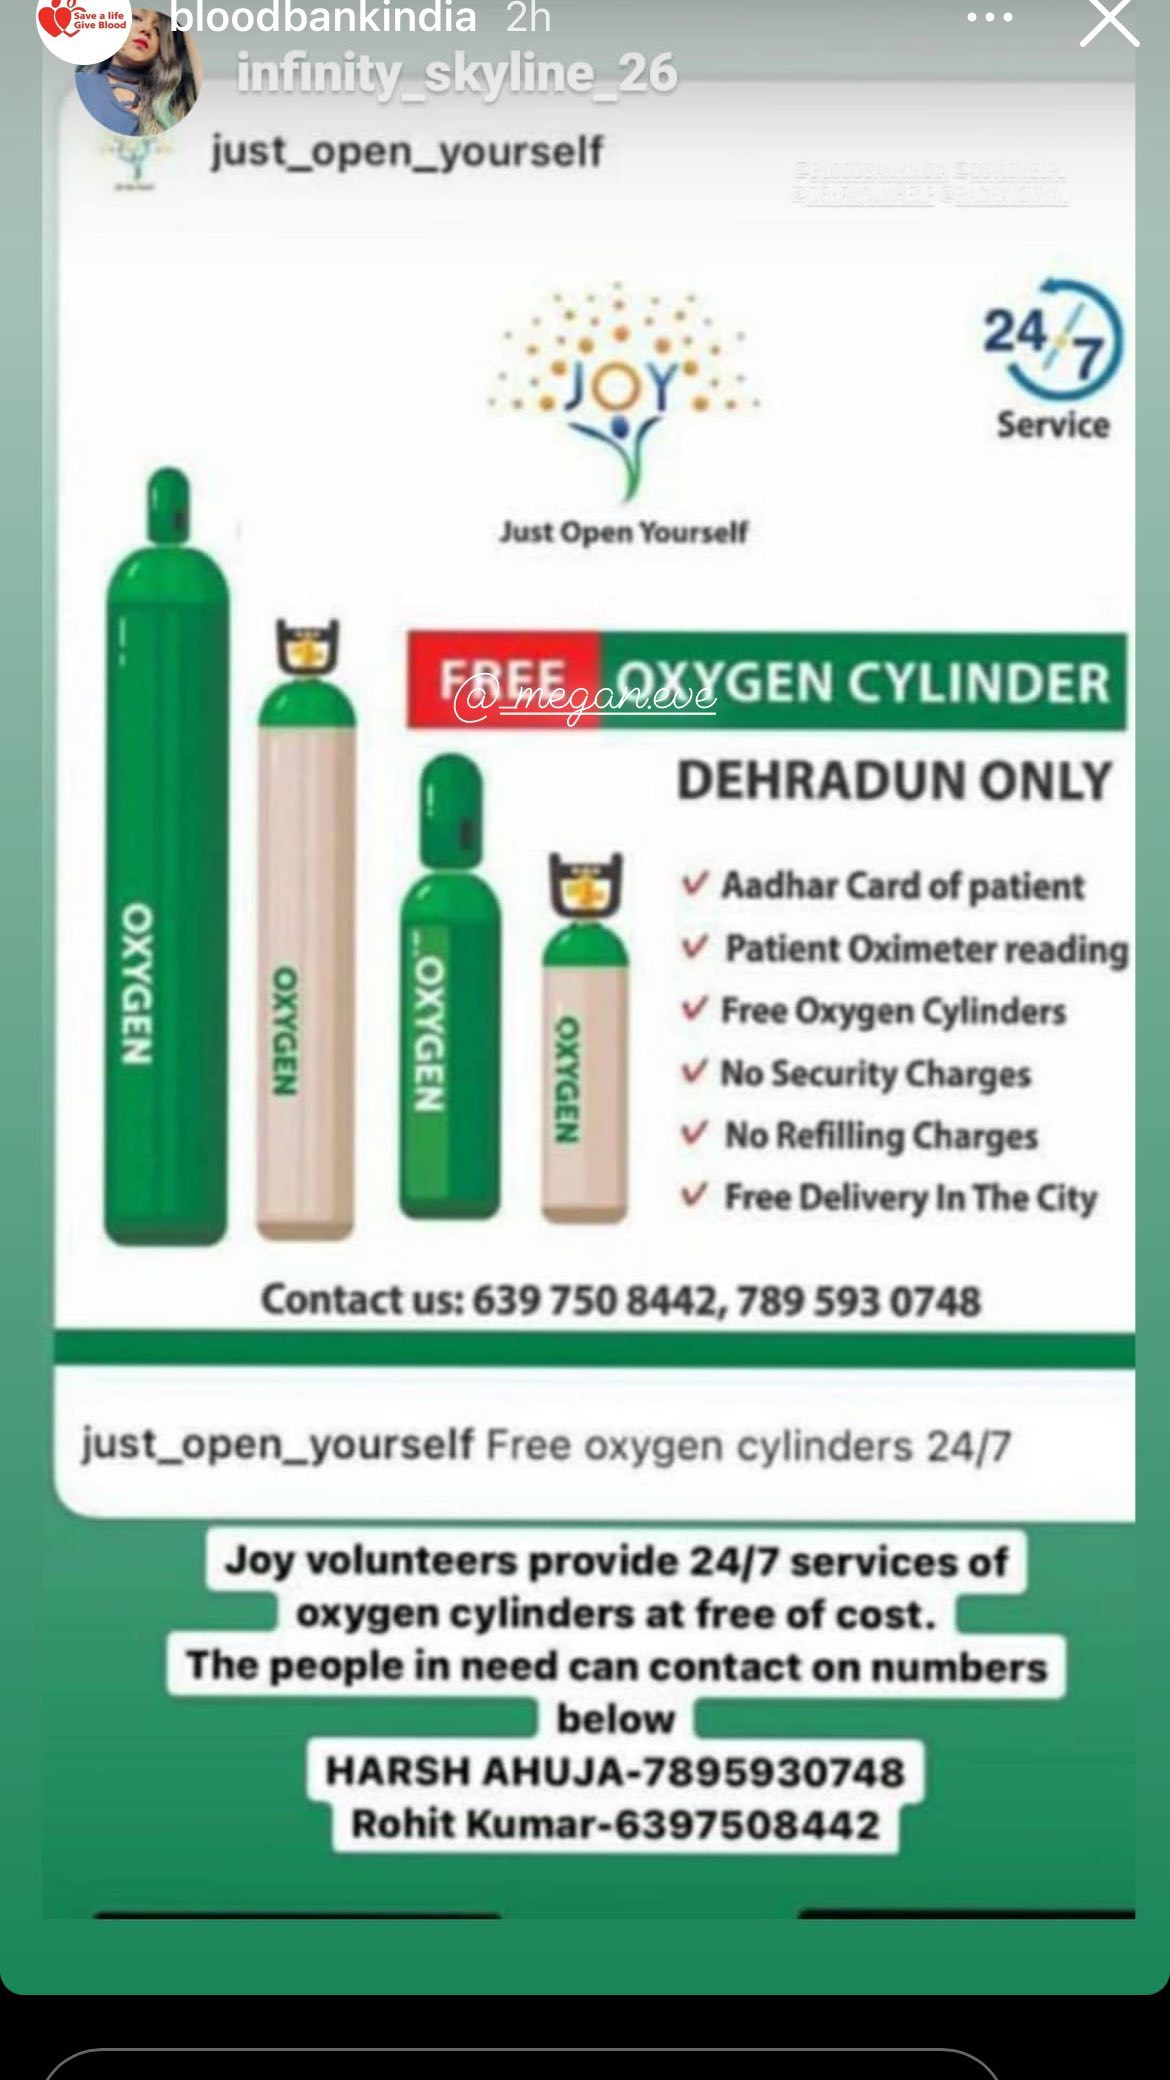 Save a life
Give Blood
bloodbankindia 2h
infinity_skyline_26
just_open_yourself
JOY
Just Open Yourself
24/7
Service
FREE OXYGEN CYLINDER
@_megan.eve
DEHRADUN ONLY
Aadhar Card of patient
Patient Oximeter reading
Free Oxygen Cylinders
No Security Charges
No Refilling Charges
Free Delivery In The City
OXYGEN
OXYGEN
OXYGEN
OXYGEN
Contact us: 639 750 8442, 789 593 0748
just_open_yourself Free oxygen cylinders 24/7
Joy volunteers provide 24/7 services of
oxygen cylinders at free of cost.
The people in need can contact on numbers
below
HARSH AHUJA-7895930748
Rohit Kumar-6397508442